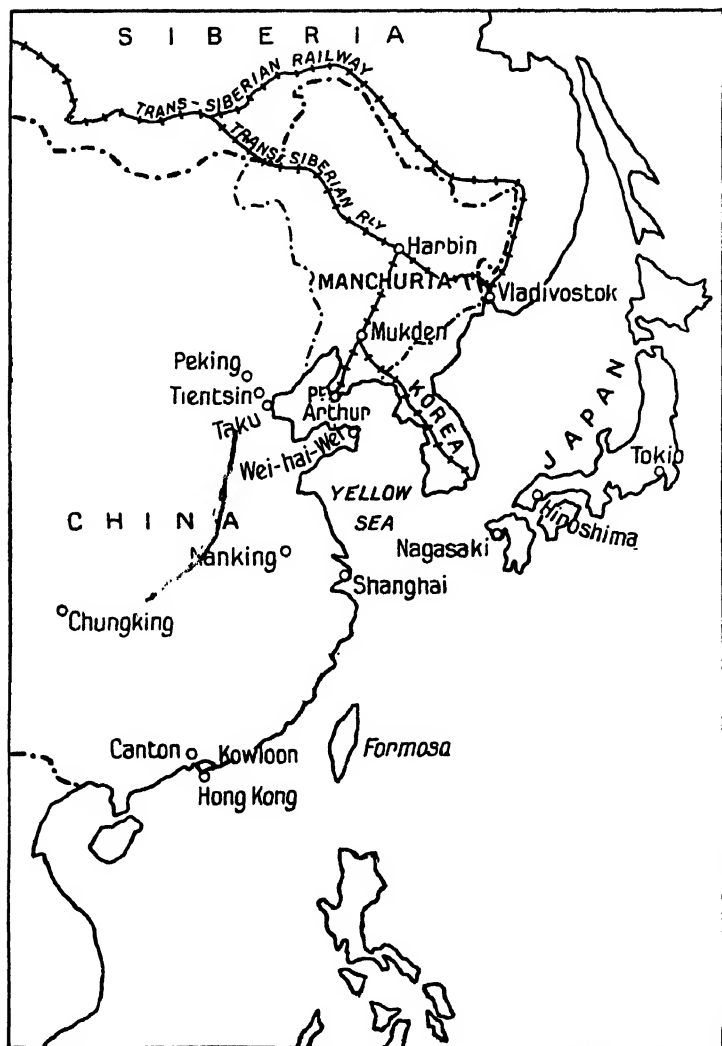 SIBERIA
TRANS-SIBERIAN RAILWAY
TRANS-SIBERIAN RLY
Harbin
MANCHURIA
Vladivostok
Mukden
Peking
Tientsin
Taku
Pt.
Arthur
Wei-hai-Wei
KOREA
JAPAN
Tokio
YELLOW
SEA
Hiroshima
CHINA
Nanking
Nagasaki
Shanghai
Chungking
Canton
Kowloon
Formosa
Hong Kong